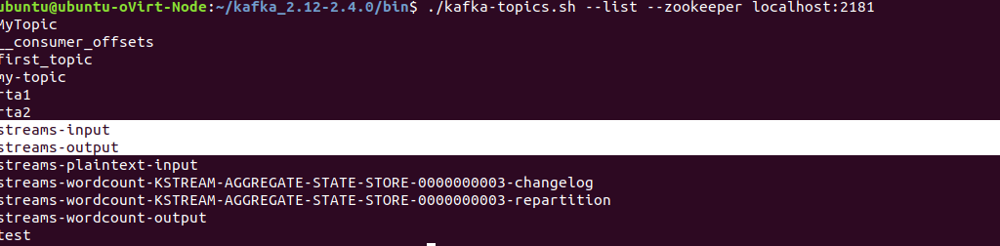 ubuntu@ubuntu-oVirt-Node:~/kafka_2.12-2.4.0/bin$ ./kafka-topics.sh --list --zookeeper localhost:2181
MyTopic
__consumer_offsets
first_topic
my-topic
rta1
rta2
streams-input
streams-output
streams-plaintext-input
streams-wordcount-KSTREAM-AGGREGATE-STATE-STORE-0000000003-changelog
streams-wordcount-KSTREAM-AGGREGATE-STATE-STORE-0000000003-repartition
streams-wordcount-output
test